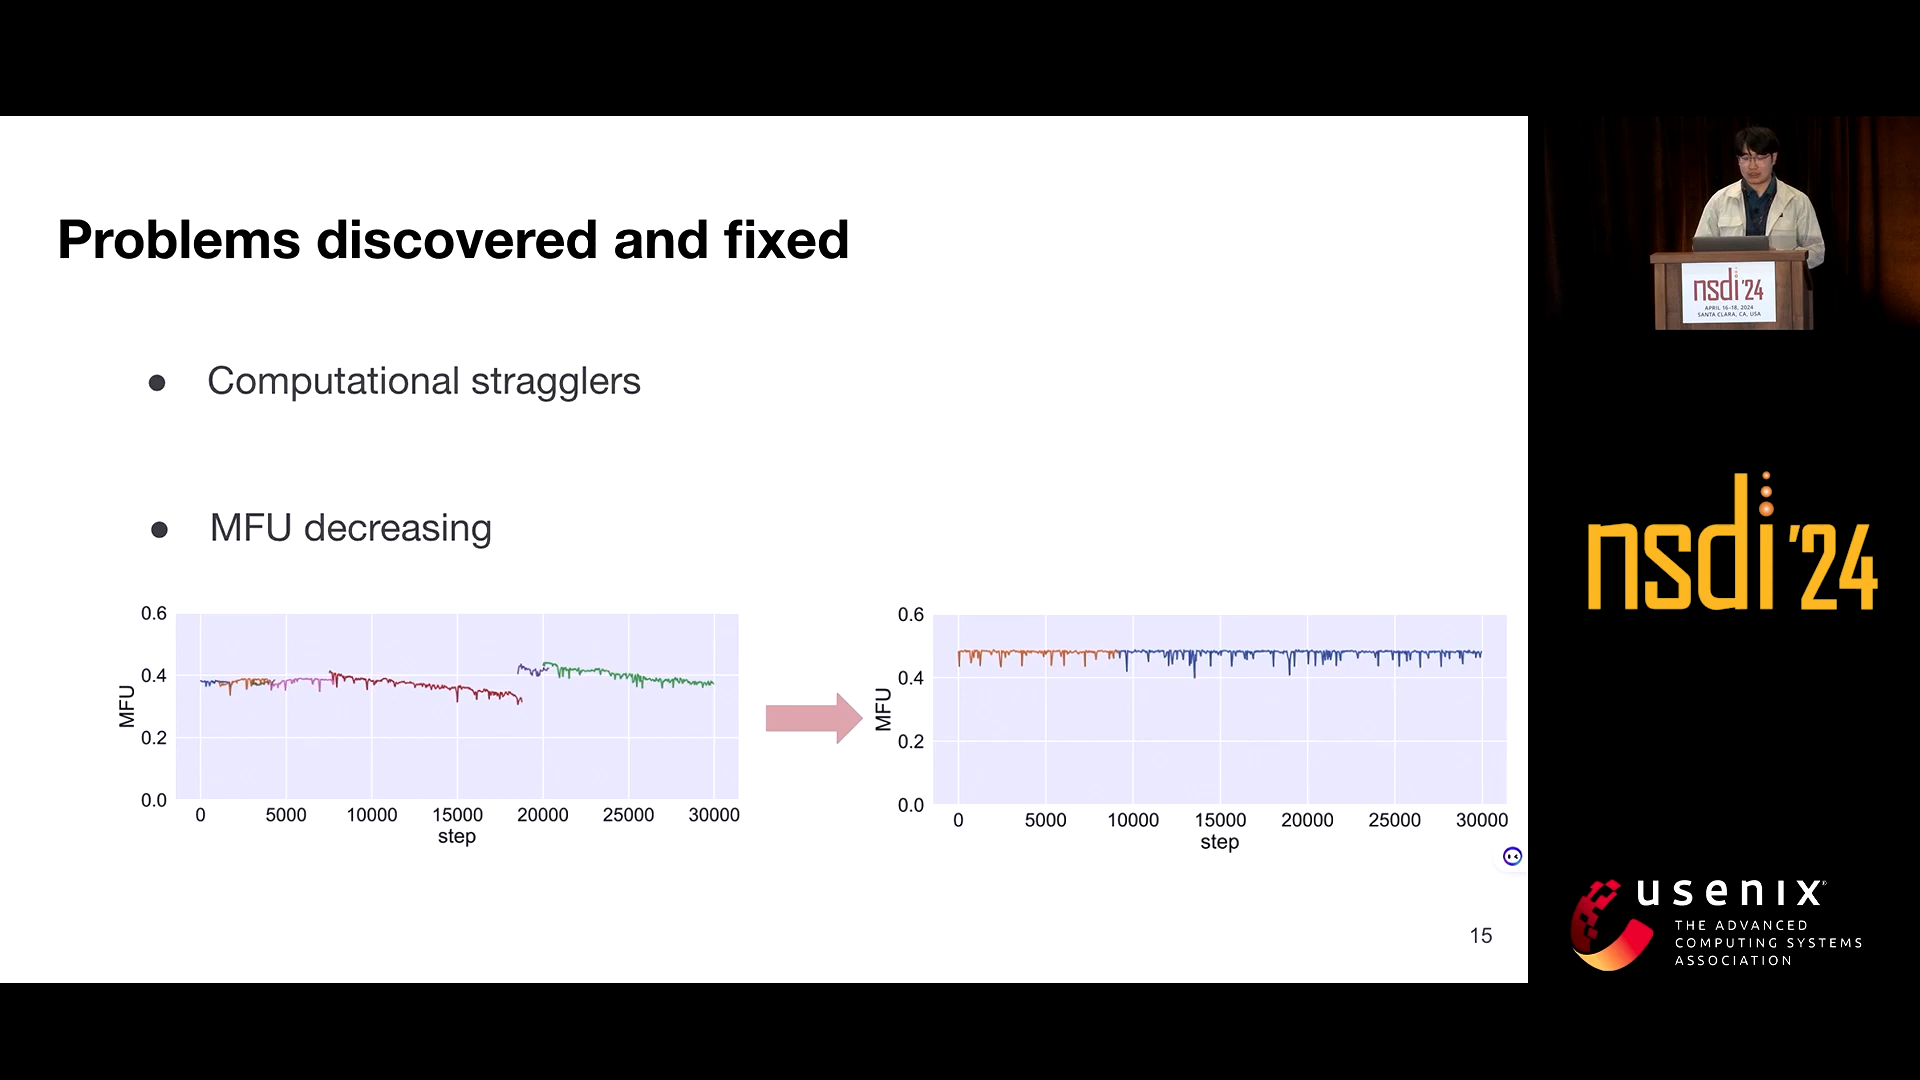 Problems discovered and fixed
● Computational stragglers
● MFU decreasing
0.6
0.4
0.2
0.0
MFU
0
5000
10000
15000
20000
25000
30000
step
0.6
0.4
0.2
0.0
MFU
0
5000
10000
15000
20000
25000
30000
step
15
nsdi '24
APRIL 16–18, 2024
SANTA CLARA, CA, USA
nsdi '24
usenix®
THE ADVANCED
COMPUTING SYSTEMS
ASSOCIATION